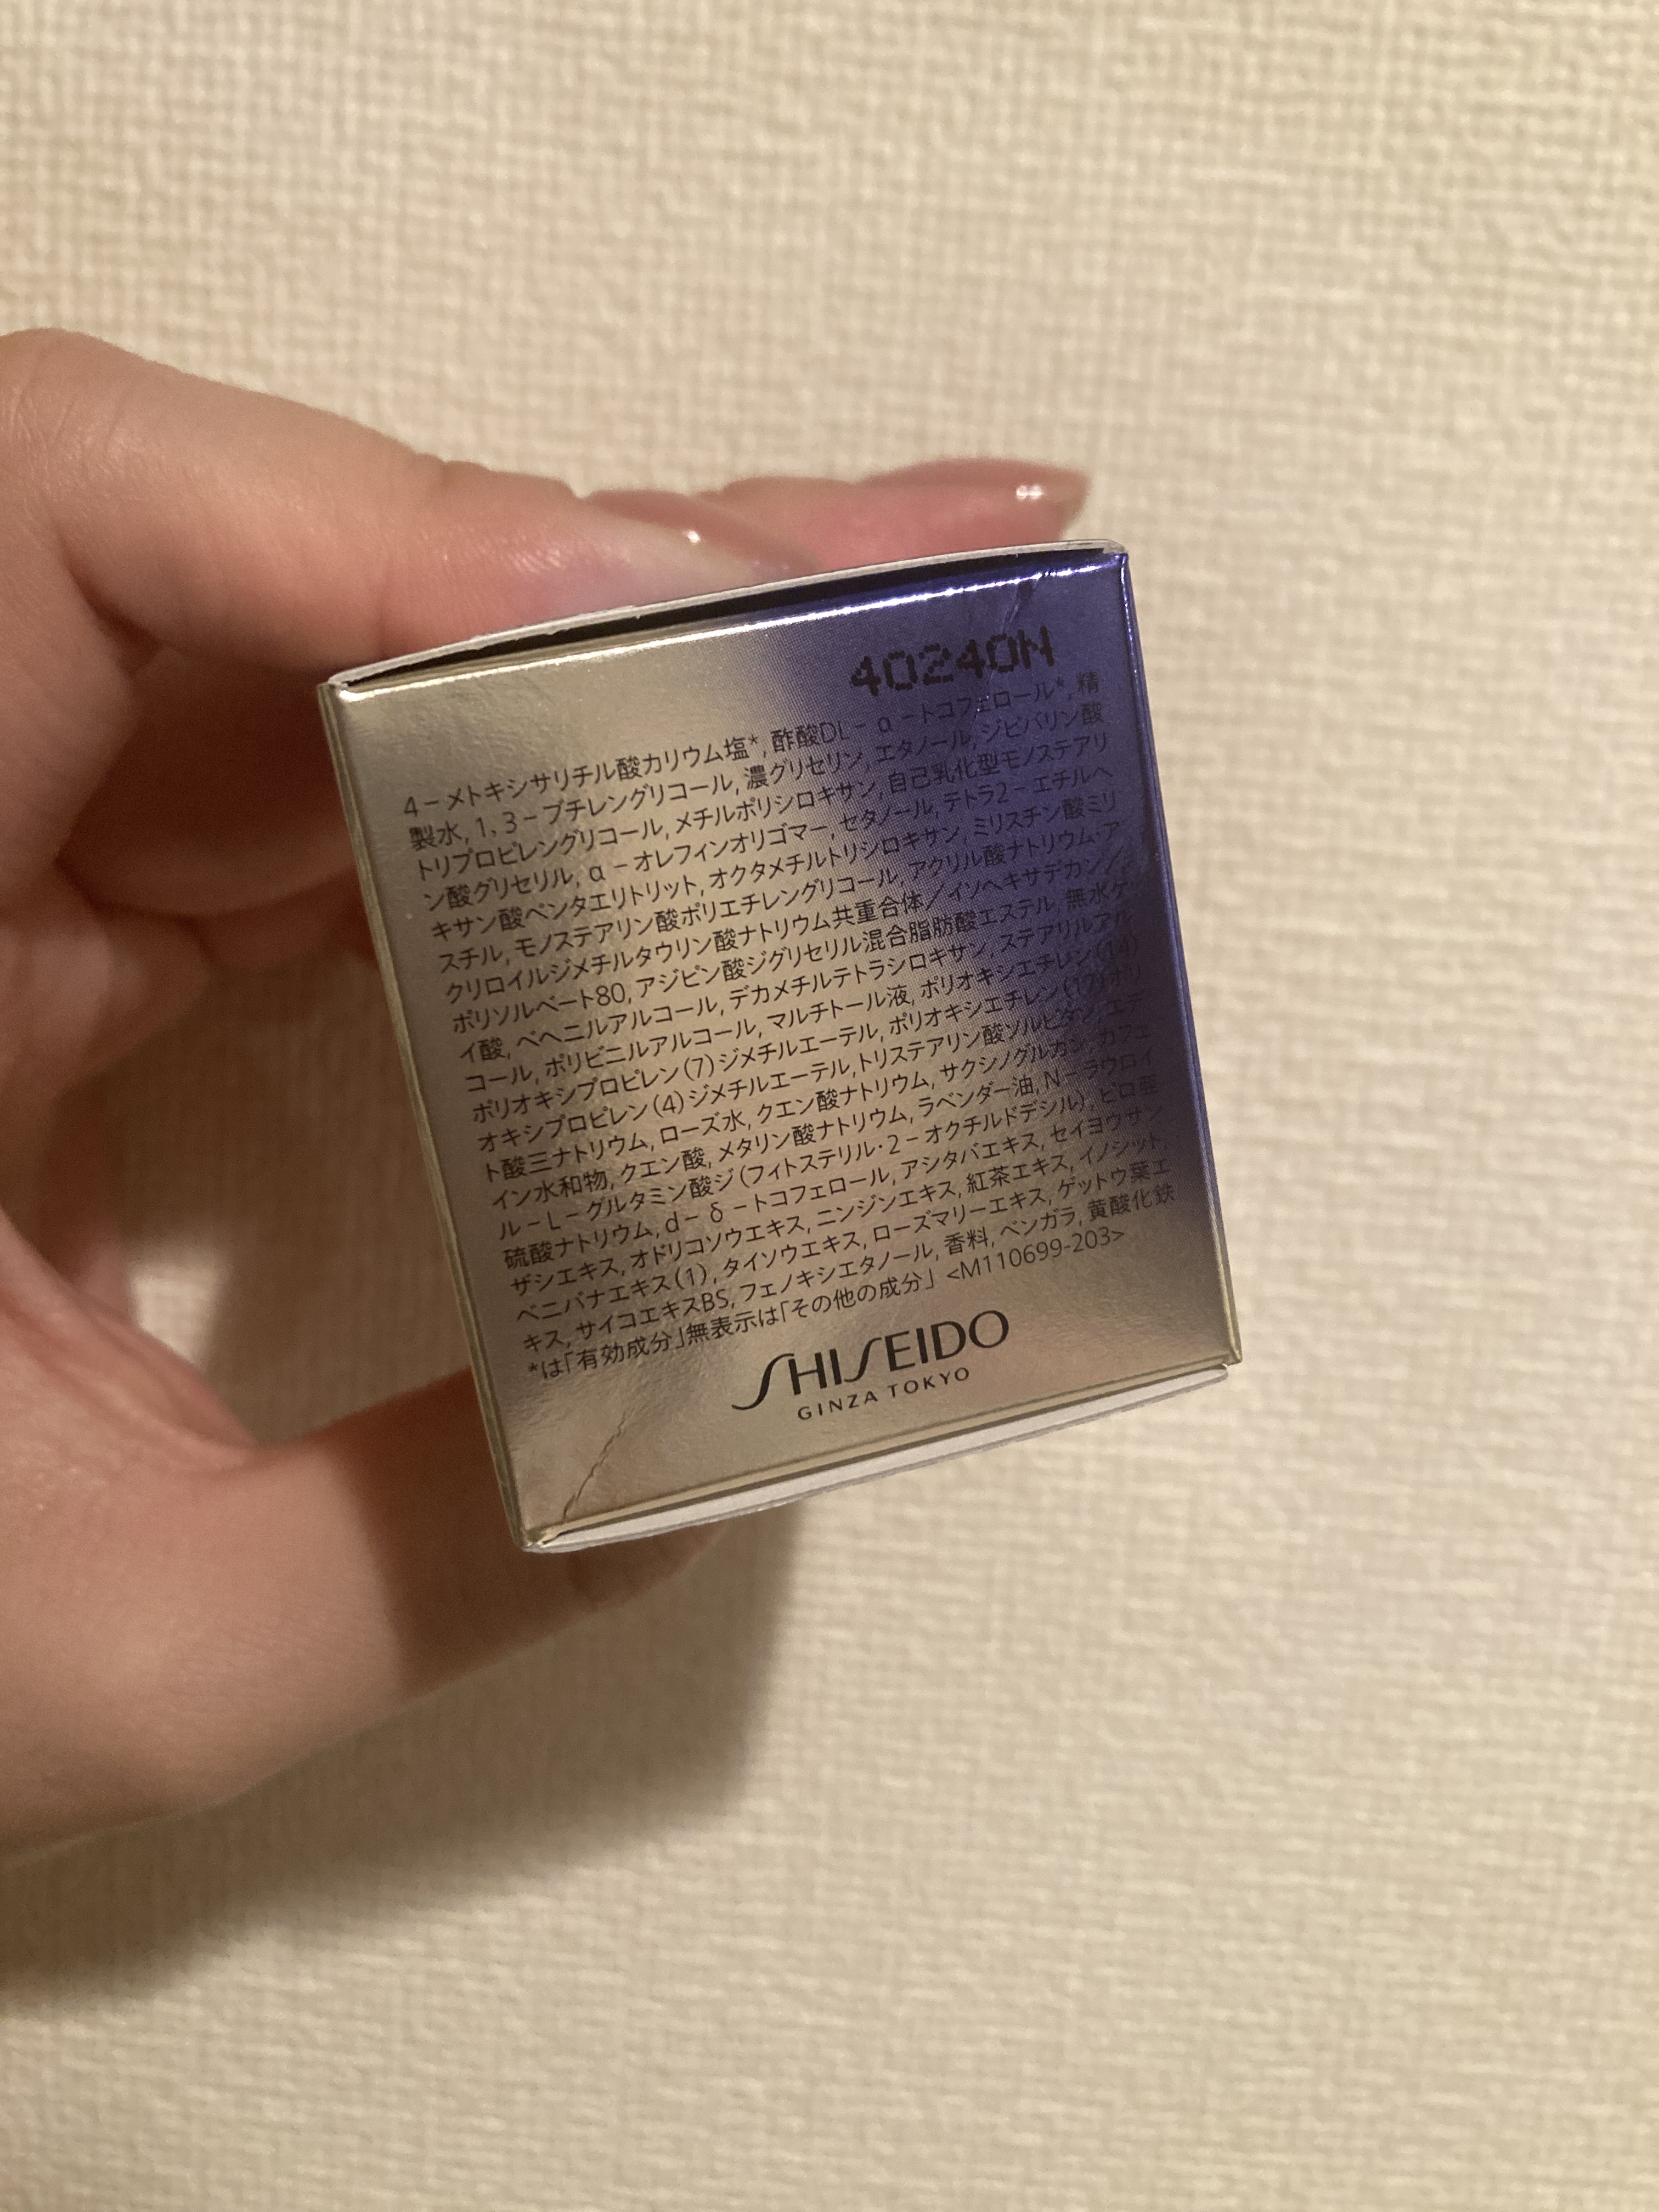 40240N
4－メトキシサリチル酸カリウム塩*, 酢酸DL－α－トコフェロール*, 精
製水, 1、3－ブチレングリコール, 濃グリセリン, エタノール, ジピバリン酸
トリプロピレングリコール, メチルポリシロキサン, 自己乳化型モノステアリ
ン酸グリセリル, α－オレフィンオリゴマー, セタノール, テトラ2－エチルヘ
キサン酸ペンタエリトリット, オクタメチルトリシロキサン, ミリスチン酸ミリ
スチル, モノステアリン酸ポリエチレングリコール, アクリル酸ナトリウム・ア
クリロイルジメチルタウリン酸ナトリウム共重合体／イソヘキサデカン／
ポリソルベート80, アジピン酸ジグリセリル混合脂肪酸エステル, 無水ケ
イ酸, ベヘニルアルコール, デカメチルテトラシロキサン, ステアリルアル
コール, ポリビニルアルコール, マルチトール液, ポリオキシエチレン(14)
ポリオキシプロピレン(7)ジメチルエーテル, ポリオキシエチレン(17)ポリ
オキシプロピレン(4)ジメチルエーテル, トリステアリン酸ソルビタン, エデ
ト酸三ナトリウム, ローズ水, クエン酸ナトリウム, サクシノグルカン, カフェ
イン水和物, クエン酸, メタリン酸ナトリウム, ラベンダー油, N－ラウロイ
ル－L－グルタミン酸ジ(フィトステリル・2－オクチルドデシル), ピロ亜
硫酸ナトリウム, d－δ－トコフェロール, アシタバエキス, セイヨウサン
ザシエキス, オドリコソウエキス, ニンジンエキス, 紅茶エキス, イノシット,
ベニバナエキス(1), タイソウエキス, ローズマリーエキス, ゲットウ葉エ
キス, サイコエキスBS, フェノキシエタノール, 香料, ベンガラ, 黄酸化鉄
*は「有効成分」無表示は「その他の成分」 <M110699-203>
SHISEIDO
GINZA TOKYO